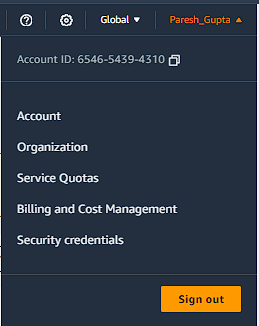 Global Paresh_Gupta
Account ID: 6546-5439-4310
Account
Organization
Service Quotas
Billing and Cost Management
Security credentials
Sign out